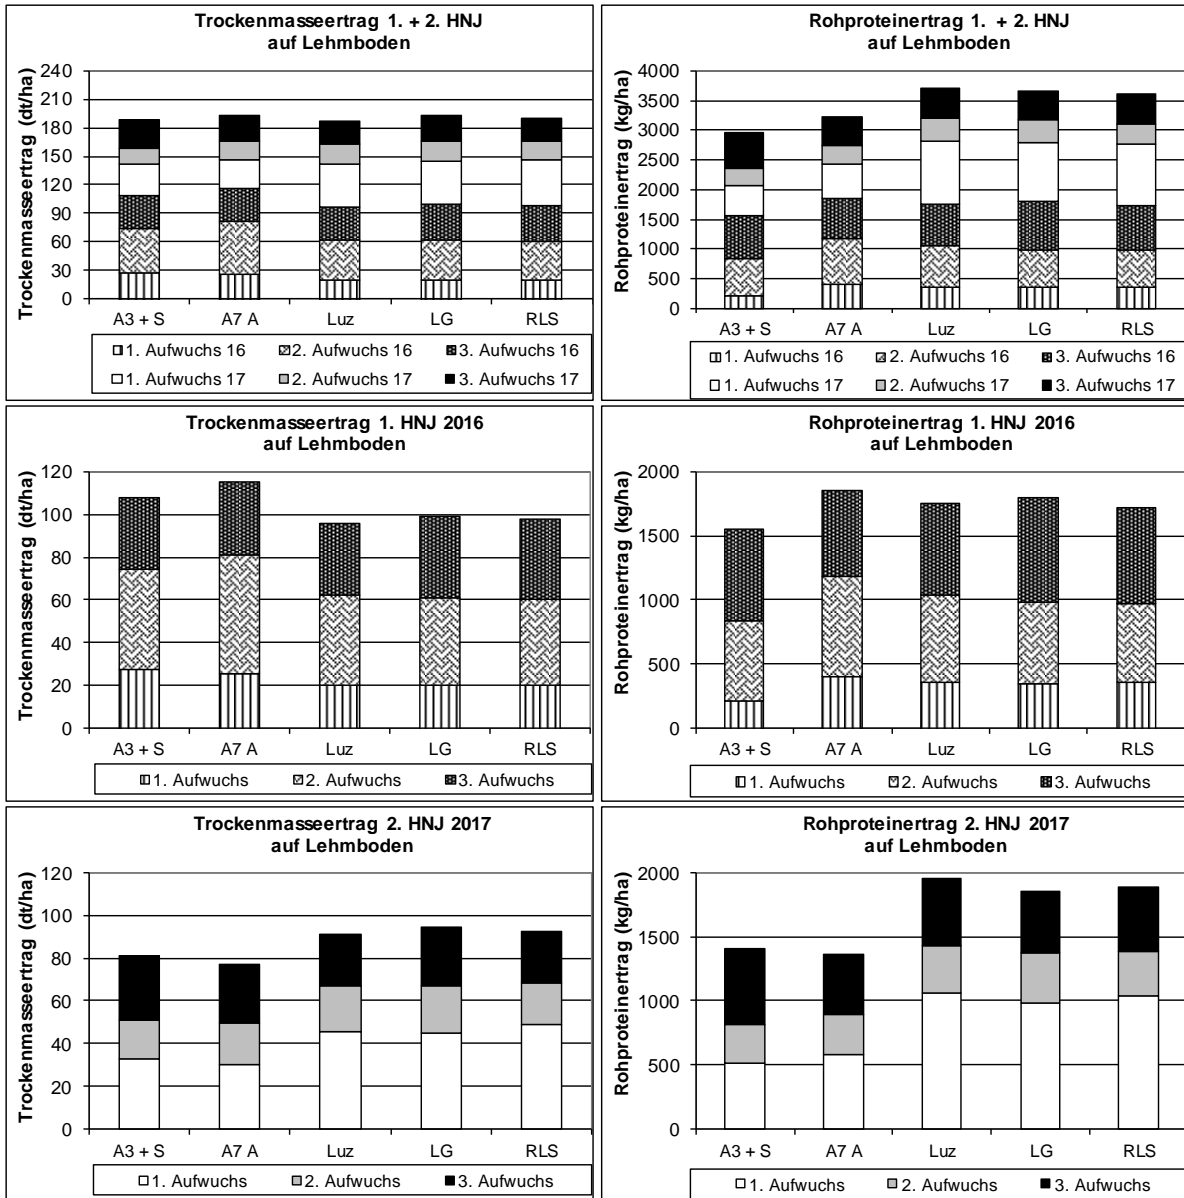 Trockenmasseertrag 1. + 2. HNJ
auf Lehmboden
Trockenmasseertrag (dt/ha)
240
210
180
150
120
90
60
30
0
A3 + S A7 A Luz LG RLS
1. Aufwuchs 16 2. Aufwuchs 16 3. Aufwuchs 16
1. Aufwuchs 17 2. Aufwuchs 17 3. Aufwuchs 17
Rohproteinertrag 1. + 2. HNJ
auf Lehmboden
Rohproteinertrag (kg/ha)
4000
3500
3000
2500
2000
1500
1000
500
0
A3 + S A7 A Luz LG RLS
1. Aufwuchs 16 2. Aufwuchs 16 3. Aufwuchs 16
1. Aufwuchs 17 2. Aufwuchs 17 3. Aufwuchs 17
Trockenmasseertrag 1. HNJ 2016
auf Lehmboden
Trockenmasseertrag (dt/ha)
120
100
80
60
40
20
0
A3 + S A7 A Luz LG RLS
1. Aufwuchs 2. Aufwuchs 3. Aufwuchs
Rohproteinertrag 1. HNJ 2016
auf Lehmboden
Rohproteinertrag (kg/ha)
2000
1500
1000
500
0
A3 + S A7 A Luz LG RLS
1. Aufwuchs 2. Aufwuchs 3. Aufwuchs
Trockenmasseertrag 2. HNJ 2017
auf Lehmboden
Trockenmasseertrag (dt/ha)
120
100
80
60
40
20
0
A3 + S A7 A Luz LG RLS
1. Aufwuchs 2. Aufwuchs 3. Aufwuchs
Rohproteinertrag 2. HNJ 2017
auf Lehmboden
Rohproteinertrag (kg/ha)
2000
1500
1000
500
0
A3 + S A7 A Luz LG RLS
1. Aufwuchs 2. Aufwuchs 3. Aufwuchs